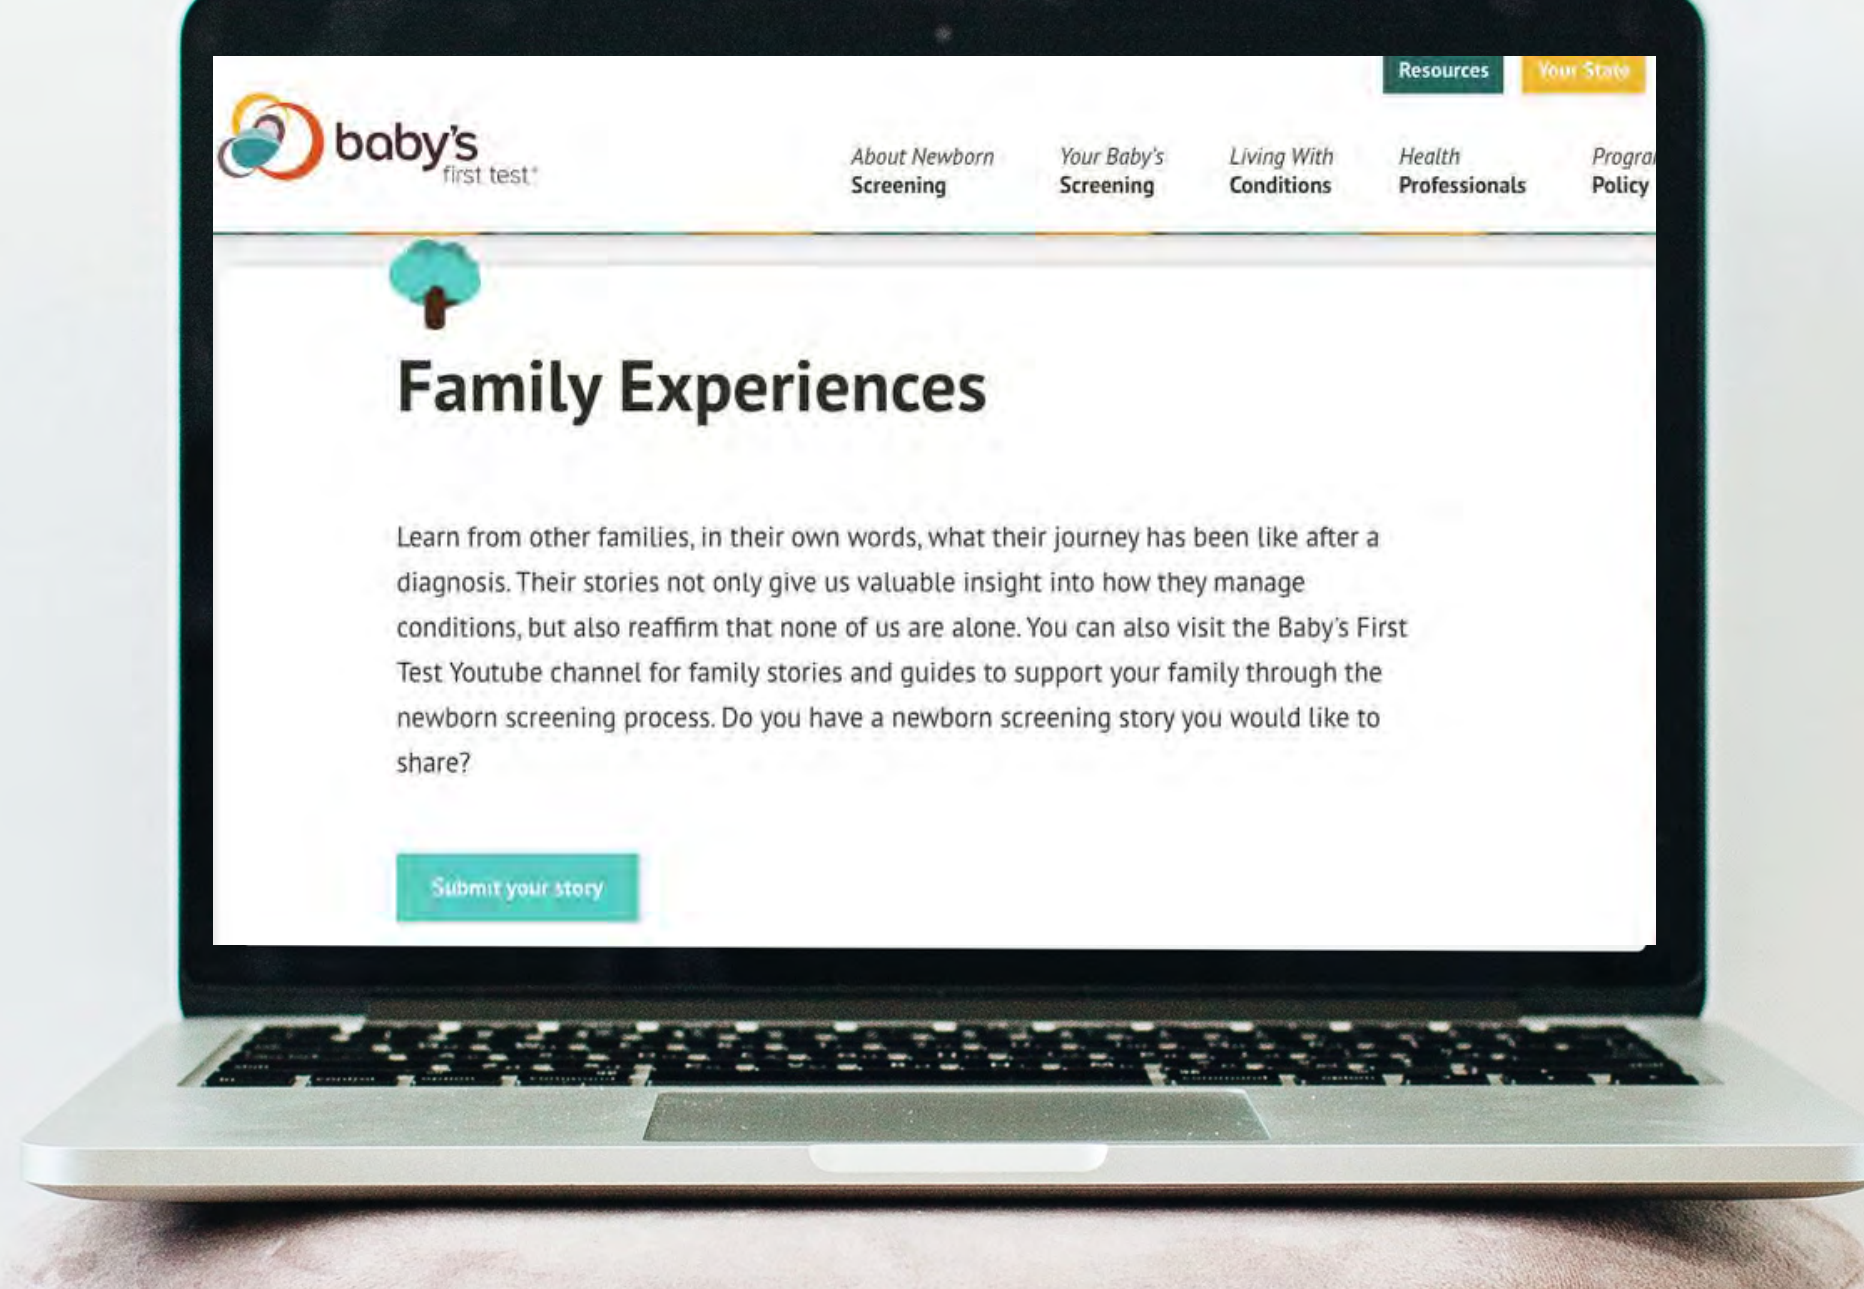 Resources
Your State
baby's
first test
About Newborn
Screening
Your Baby's
Screening
Living With
Conditions
Health
Professionals
Policy
Family Experiences
Learn from other families, in their own words, what their journey has been like after a
diagnosis. Their stories not only give us valuable insight into how they manage
conditions, but also reaffirm that none of us are alone. You can also visit the Baby's First
Test Youtube channel for family stories and guides to support your family through the
newborn screening process. Do you have a newborn screening story you would like to
share?
Submit your story